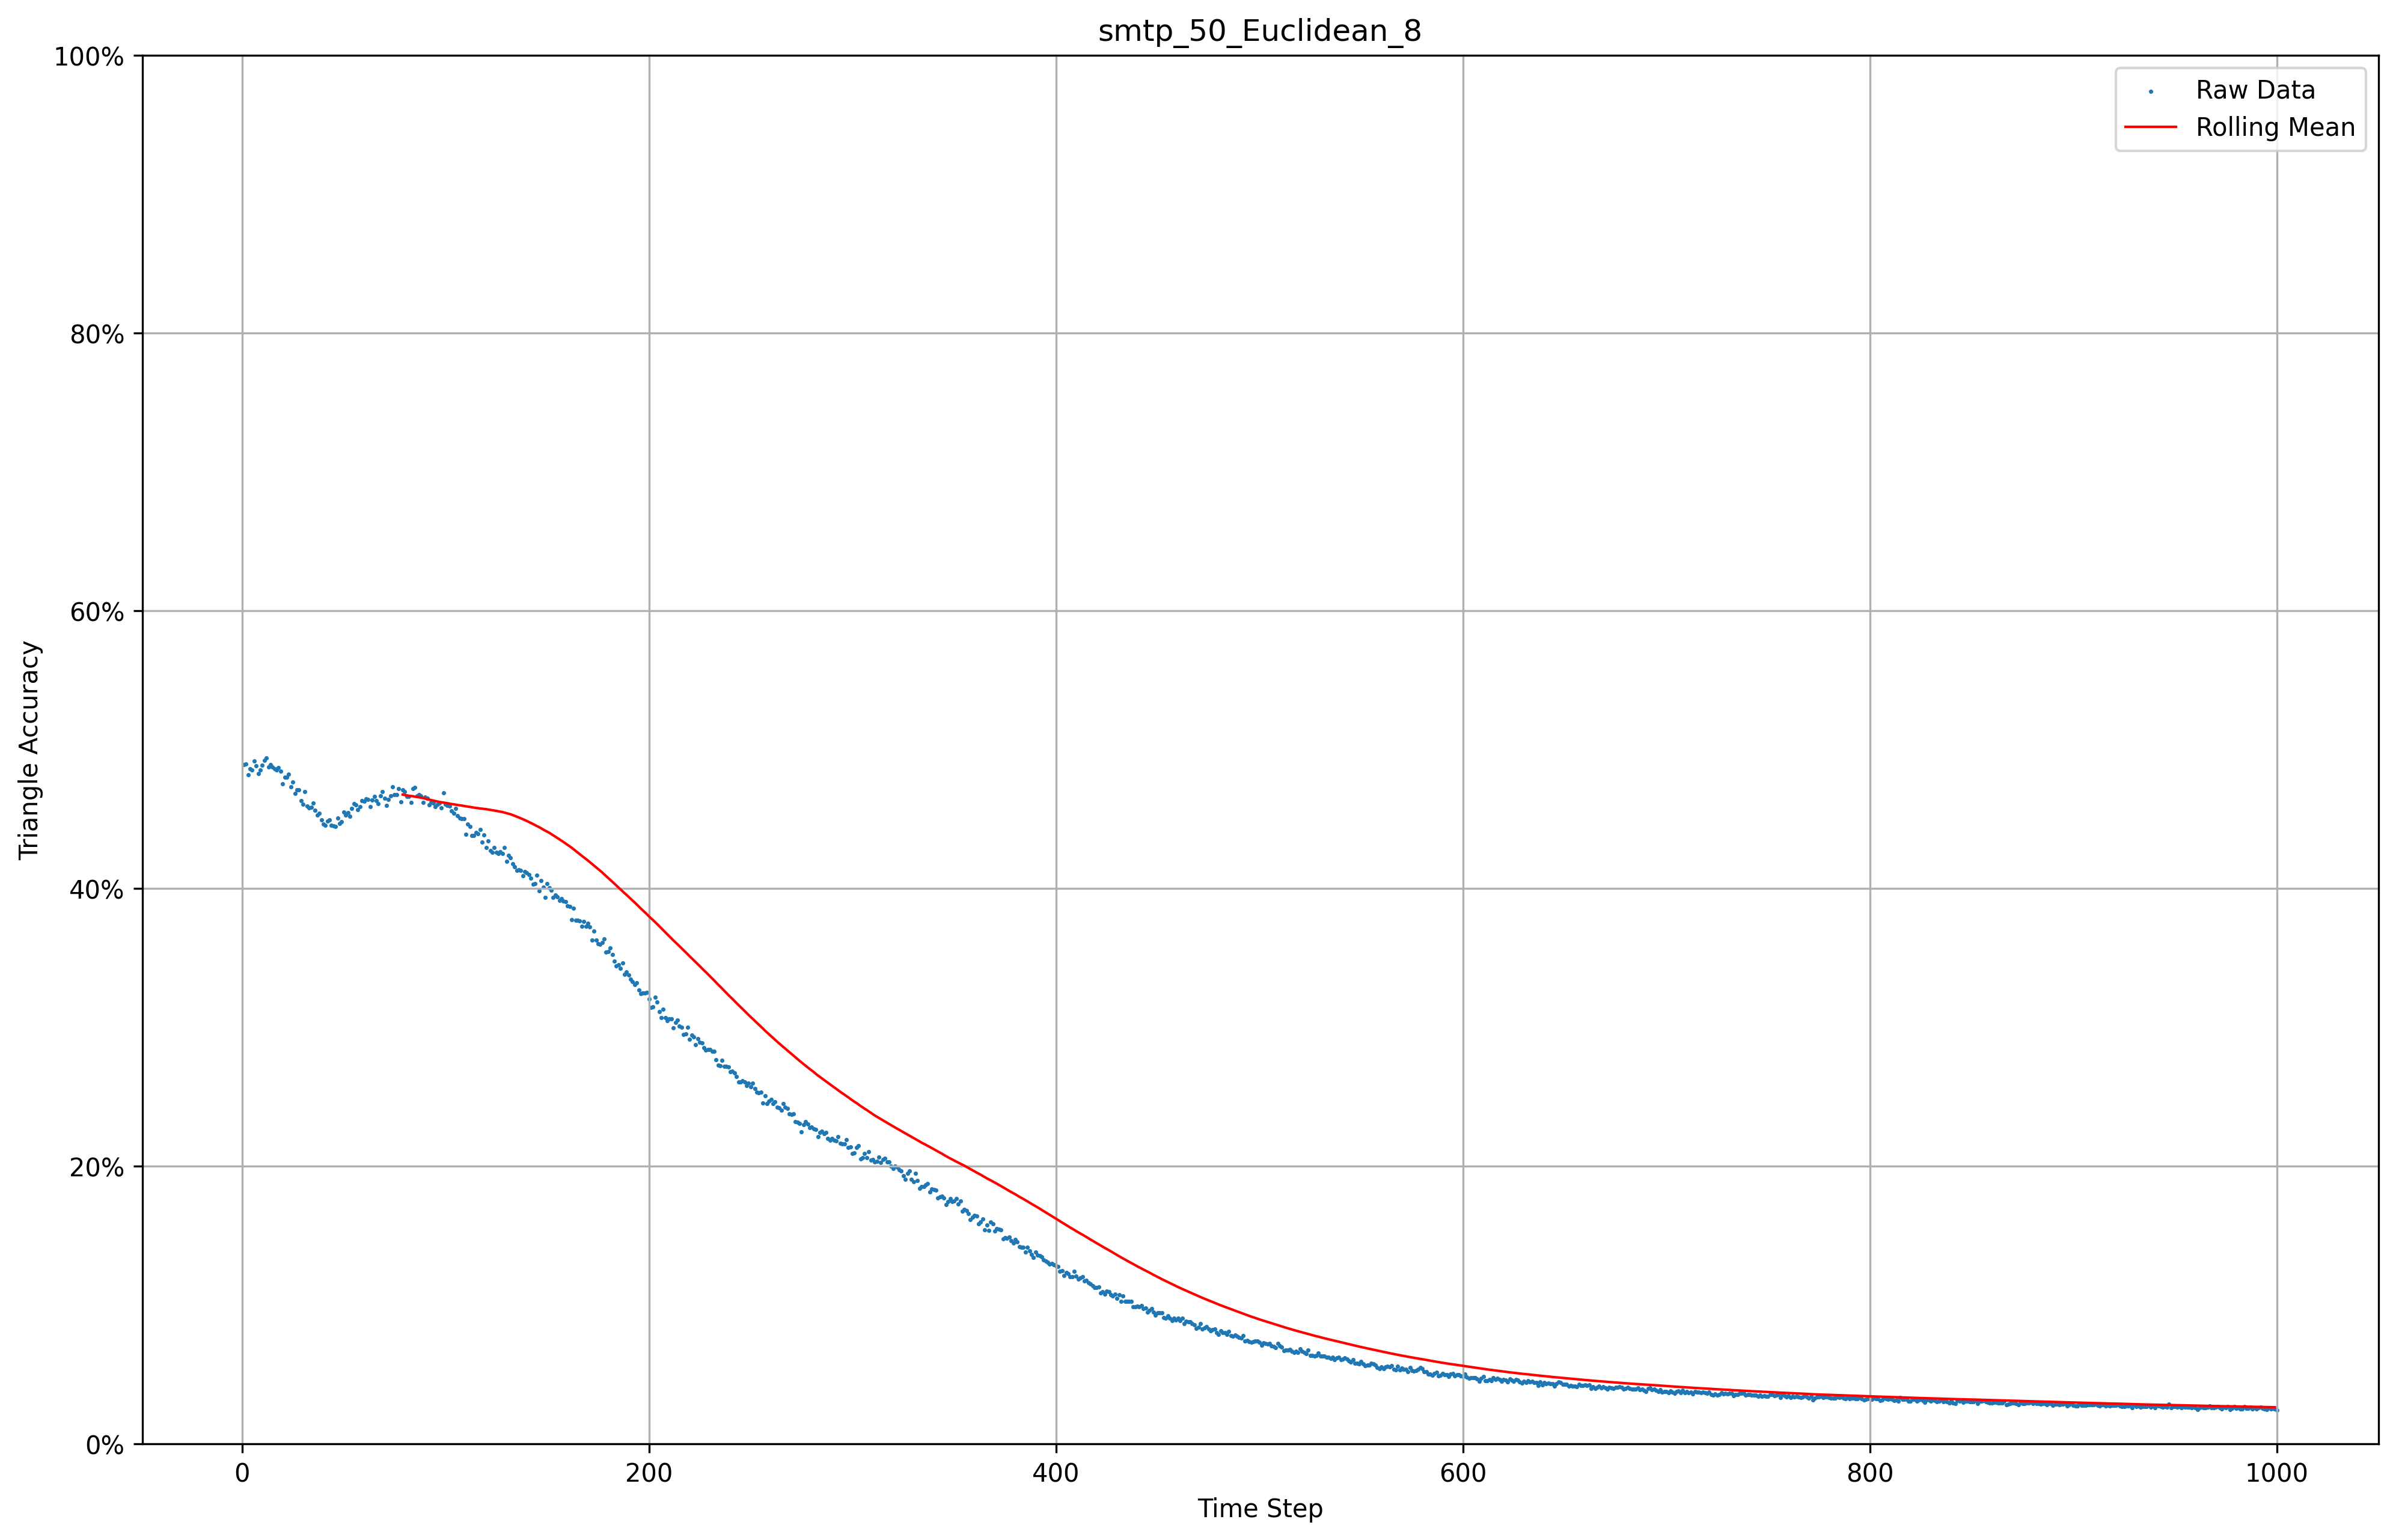 smtp_50_Euclidean_8
100%
80%
60%
40%
20%
0%
Triangle Accuracy
Raw Data
Rolling Mean
0 200 400 600 800 1000
Time Step